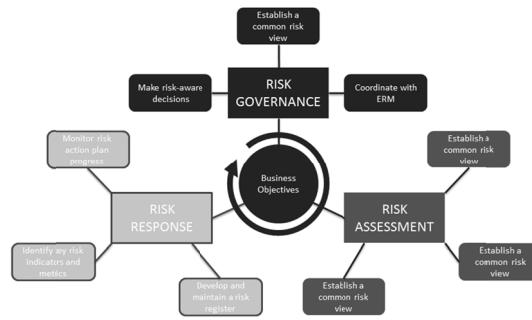 Establish a
common risk
view
Make risk-aware
decisions
RISK
GOVERNANCE
Coordinate with
ERM
Monitor risk
action plan
progress
Establish a
common risk
view
Business
Objectives
RISK
RESPONSE
RISK
ASSESSMENT
Identify key risk
indicators and
metrics
Develop and
maintain a risk
register
Establish a
common risk
view
Establish a
common risk
view